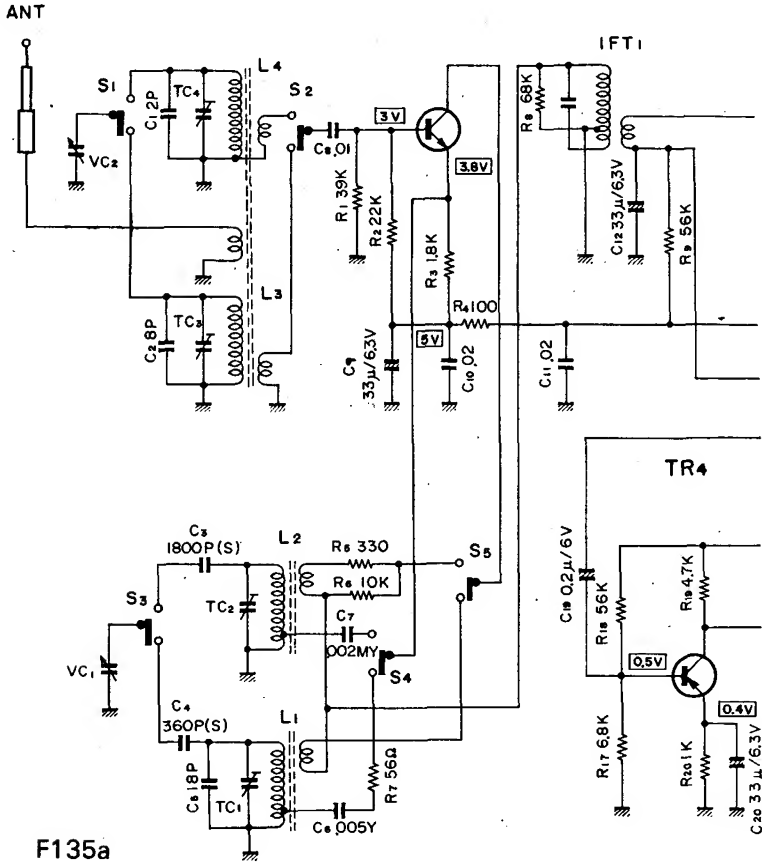 ANT
IFT1
S1
C1 2P
TC4
L4
S2
VC2
C8 .01
3V
3.8V
R1 39K
R2 22K
R3 1.8K
R8 68K
C12 33μ/6.3V
R9 56K
L3
C2 8P
TC3
R4 100
5V
C9 33μ/6.3V
C10 .02
C11 .02
TR4
C3
1800P(S)
L2
R5 330
S5
R6 10K
S3
TC2
C7
.002MY
S4
VC1
C4
360P(S)
L1
C5 18P
TC1
R7 56Ω
C6 .005Y
C19 0.2μ/6V
R18 56K
R19 4.7K
0.5V
0.4V
R17 6.8K
R20 1K
C20 33μ/6.3V
F135a